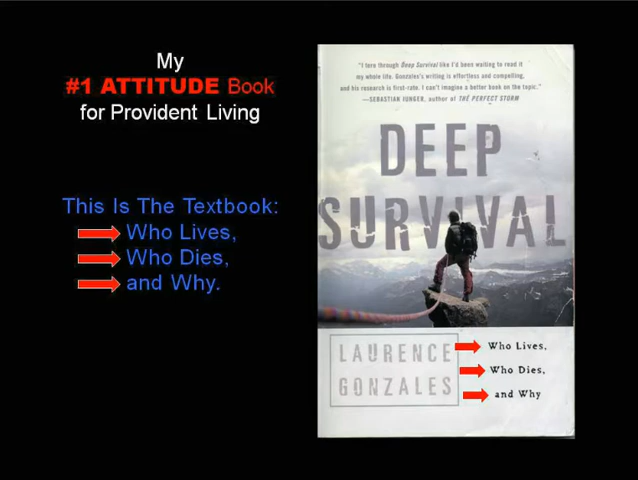 My
#1 ATTITUDE Book
for Provident Living
This Is The Textbook:
Who Lives,
Who Dies,
and Why.
"I tore through Deep Survival like I'd been waiting to read it
my whole life. Gonzales's writing is effortless and compelling,
and his research is first-rate. I can't imagine a better book on the topic."
—SEBASTIAN JUNGER, author of THE PERFECT STORM
DEEP
SURVIVAL
LAURENCE
GONZALES
Who Lives,
Who Dies,
and Why